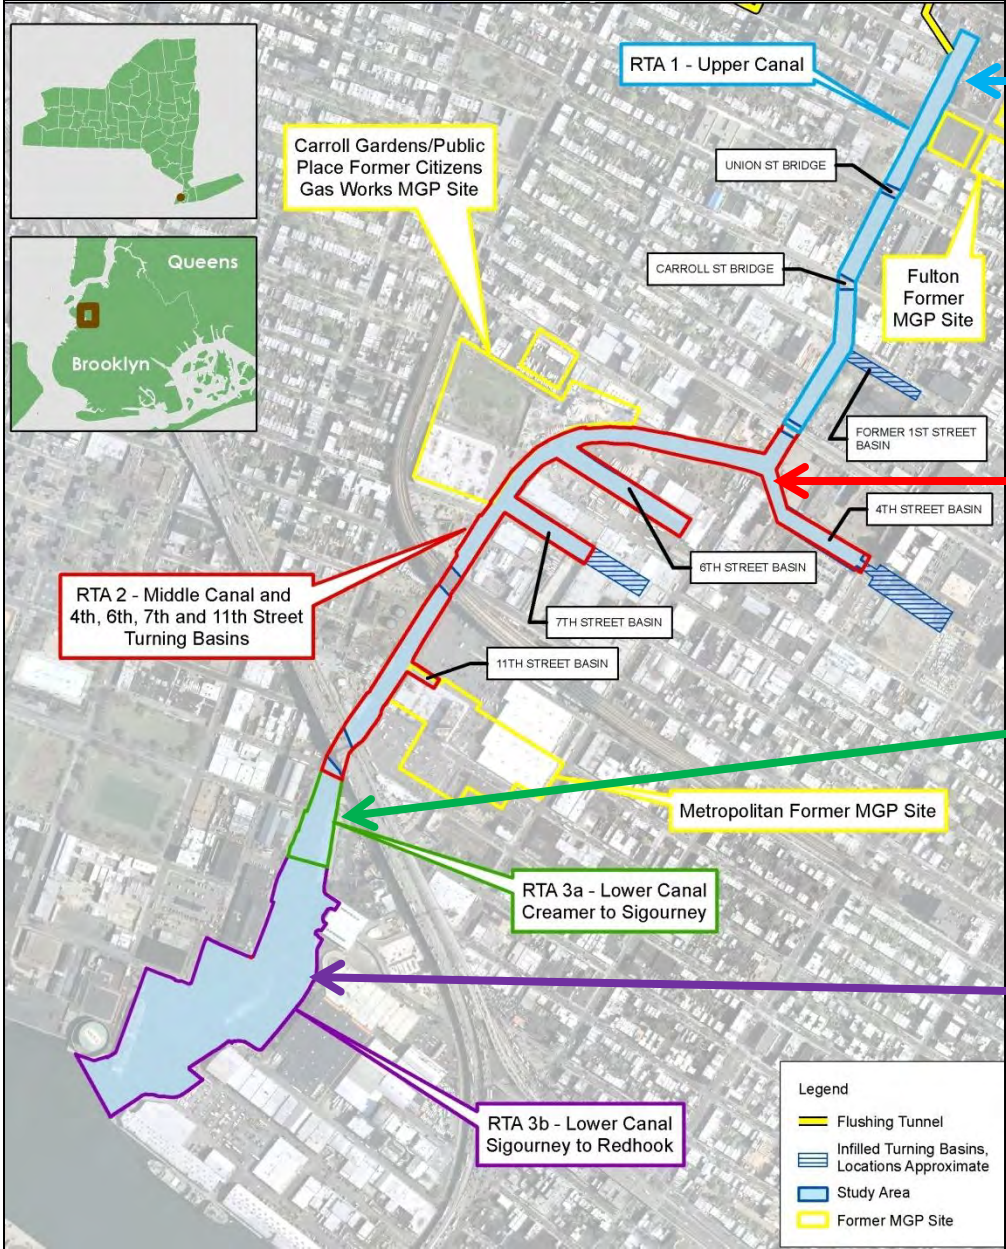 RTA 1 - Upper Canal
Carroll Gardens/Public
Place Former Citizens
Gas Works MGP Site
UNION ST BRIDGE
Queens
CARROLL ST BRIDGE
Fulton
Former
MGP Site
Brooklyn
FORMER 1ST STREET
BASIN
4TH STREET BASIN
6TH STREET BASIN
RTA 2 - Middle Canal and
4th, 6th, 7th and 11th Street
Turning Basins
7TH STREET BASIN
11TH STREET BASIN
Metropolitan Former MGP Site
RTA 3a - Lower Canal
Creamer to Sigourney
RTA 3b - Lower Canal
Sigourney to Redhook
Legend
Flushing Tunnel
Infilled Turning Basins,
Locations Approximate
Study Area
Former MGP Site